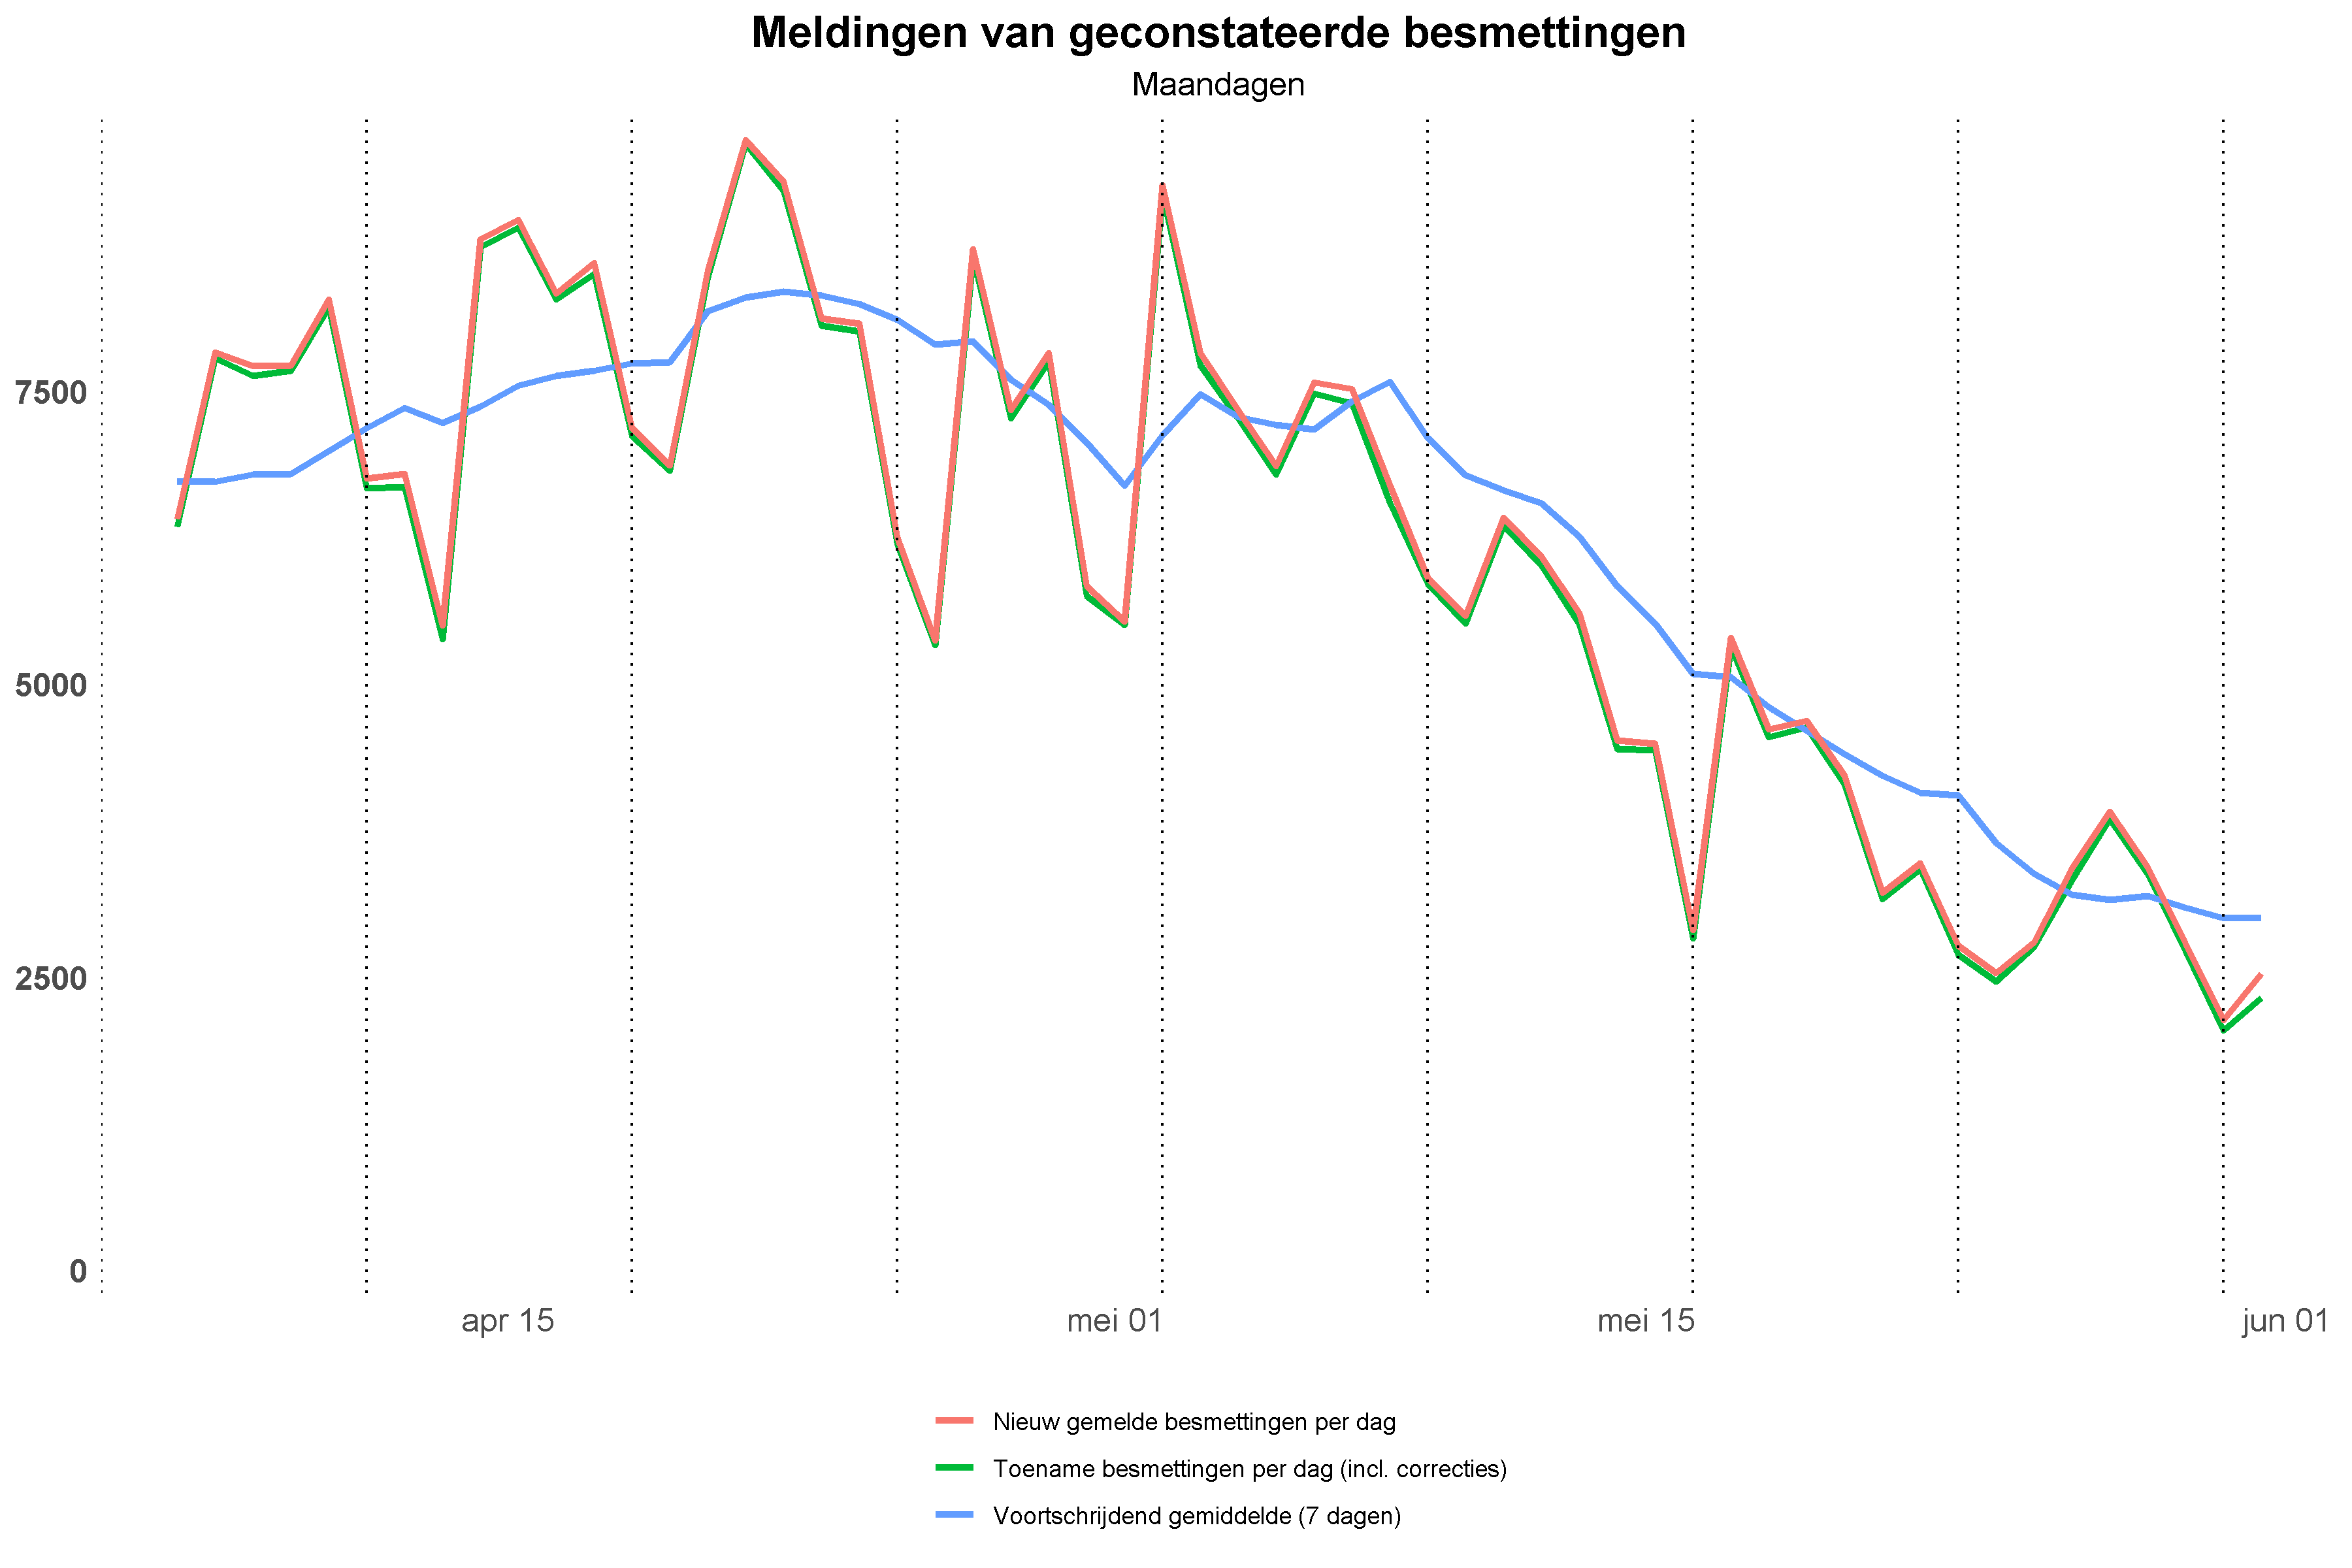 Meldingen van geconstateerde besmettingen
Maandagen
7500
5000
2500
0
apr 15
mei 01
mei 15
jun 01
Nieuw gemelde besmettingen per dag
Toename besmettingen per dag (incl. correcties)
Voortschrijdend gemiddelde (7 dagen)